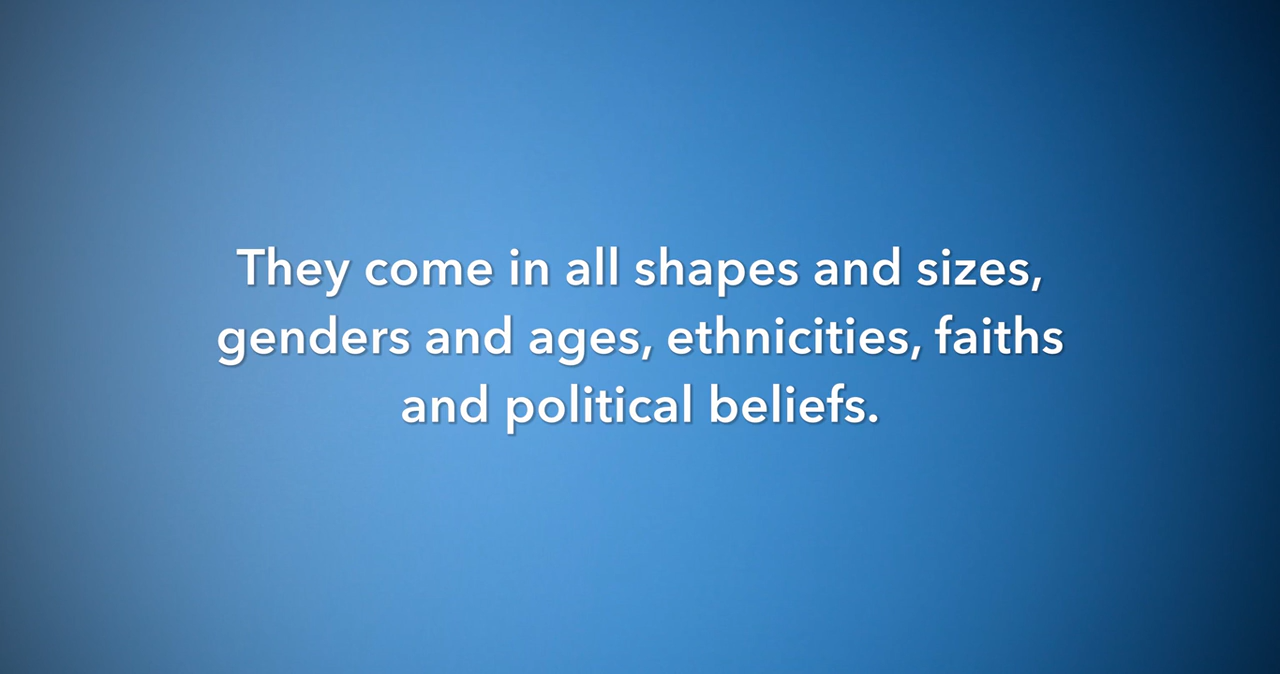 They come in all shapes and sizes,
genders and ages, ethnicities, faiths
and political beliefs.